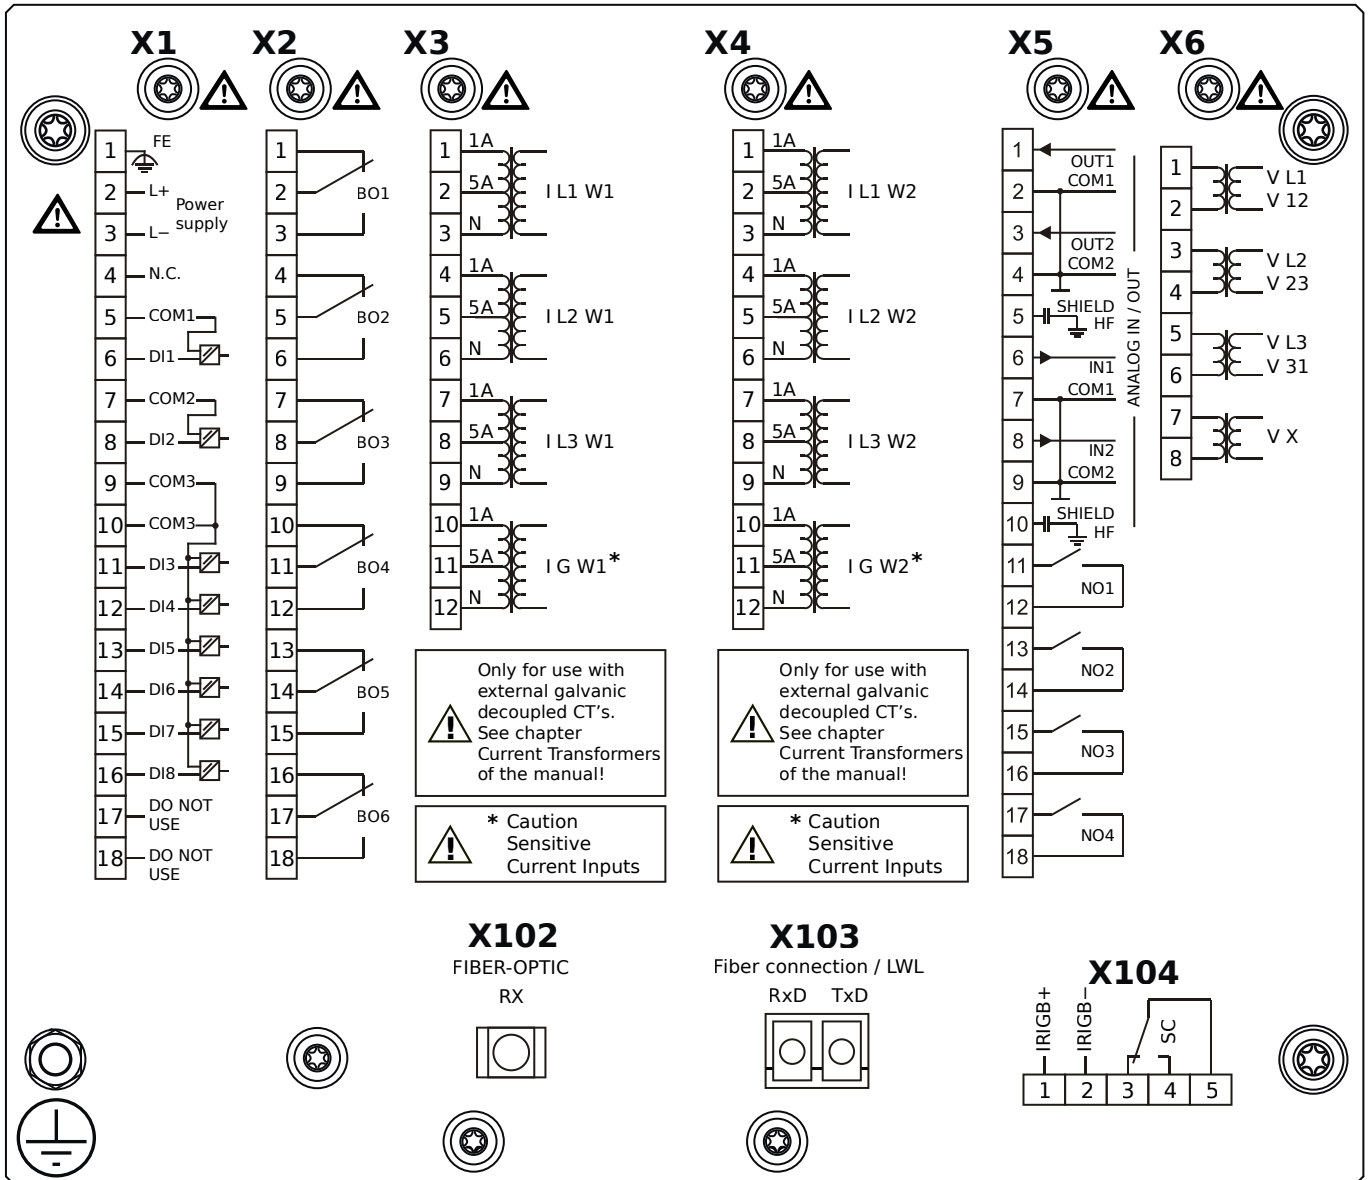 X1 X2 X3 X4 X5 X6
1 FE
2 L+
Power
supply
3 L−
4 N.C.
5 COM1
6 DI1
7 COM2
8 DI2
9 COM3
10 COM3
11 DI3
12 DI4
13 DI5
14 DI6
15 DI7
16 DI8
17 DO NOT
USE
18 DO NOT
USE
1
2 BO1
3
4
5 BO2
6
7
8 BO3
9
10
11 BO4
12
13
14 BO5
15
16
17 BO6
18
1 1A
2 5A I L1 W1
3 N
4 1A
5 5A I L2 W1
6 N
7 1A
8 5A I L3 W1
9 N
10 1A
11 5A I G W1*
12 N
Only for use with
external galvanic
decoupled CT's.
See chapter
Current Transformers
of the manual!
* Caution
Sensitive
Current Inputs
1 1A
2 5A I L1 W2
3 N
4 1A
5 5A I L2 W2
6 N
7 1A
8 5A I L3 W2
9 N
10 1A
11 5A I G W2*
12 N
Only for use with
external galvanic
decoupled CT's.
See chapter
Current Transformers
of the manual!
* Caution
Sensitive
Current Inputs
1 OUT1
2 COM1
3 OUT2
4 COM2
5 SHIELD
HF
6 IN1
7 COM1
8 IN2
9 COM2
10 SHIELD
HF
ANALOG IN / OUT
11
NO1
12
13
NO2
14
15
NO3
16
17
NO4
18
1 V L1
2 V 12
3 V L2
4 V 23
5 V L3
6 V 31
7 V X
8
X102
FIBER-OPTIC
RX
X103
Fiber connection / LWL
RxD TxD
X104
IRIGB+
IRIGB−
SC
1 2 3 4 5